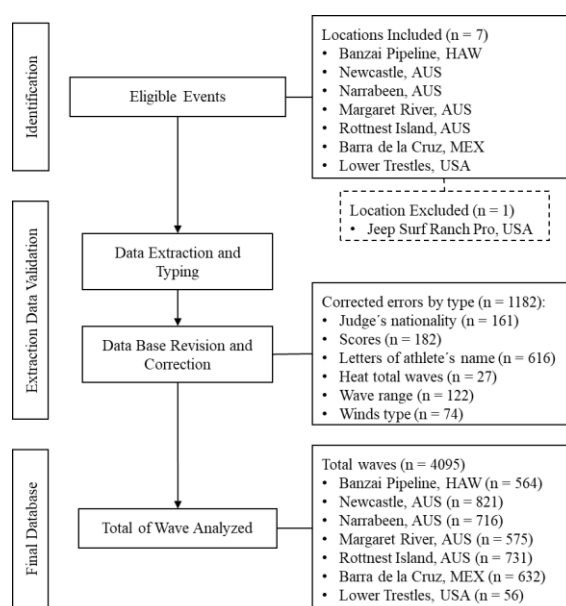 Identification
Eligible Events
Locations Included (n = 7)
• Banzai Pipeline, HAW
• Newcastle, AUS
• Narrabeen, AUS
• Margaret River, AUS
• Rottnest Island, AUS
• Barra de la Cruz, MEX
• Lower Trestles, USA
Location Excluded (n = 1)
• Jeep Surf Ranch Pro, USA
Extraction Data Validation
Data Extraction and
Typing
Data Base Revision and
Correction
Corrected errors by type (n = 1182):
• Judge´s nationality (n = 161)
• Scores (n = 182)
• Letters of athlete´s name (n = 616)
• Heat total waves (n = 27)
• Wave range (n = 122)
• Winds type (n = 74)
Final Database
Total of Wave Analyzed
Total waves (n = 4095)
• Banzai Pipeline, HAW (n = 564)
• Newcastle, AUS (n = 821)
• Narrabeen, AUS (n = 716)
• Margaret River, AUS (n = 575)
• Rottnest Island, AUS (n = 731)
• Barra de la Cruz, MEX (n = 632)
• Lower Trestles, USA (n = 56)